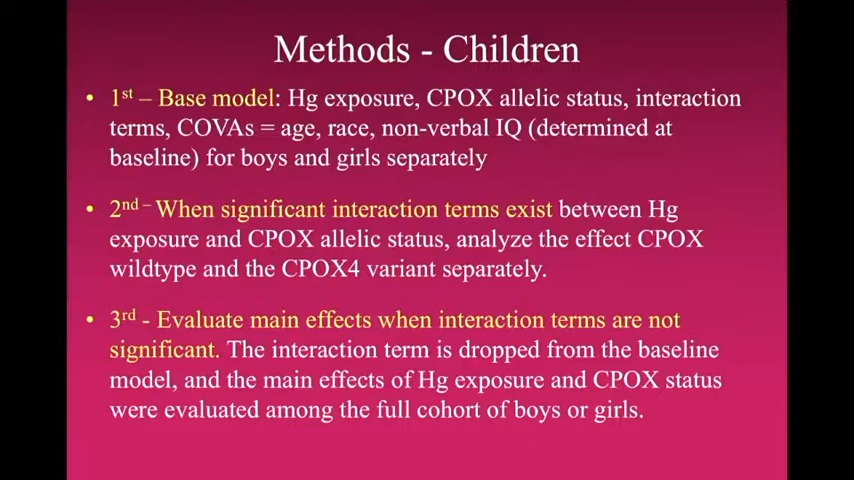 Methods - Children
• 1st – Base model: Hg exposure, CPOX allelic status, interaction
terms, COVAs = age, race, non-verbal IQ (determined at
baseline) for boys and girls separately
• 2nd – When significant interaction terms exist between Hg
exposure and CPOX allelic status, analyze the effect CPOX
wildtype and the CPOX4 variant separately.
• 3rd - Evaluate main effects when interaction terms are not
significant. The interaction term is dropped from the baseline
model, and the main effects of Hg exposure and CPOX status
were evaluated among the full cohort of boys or girls.